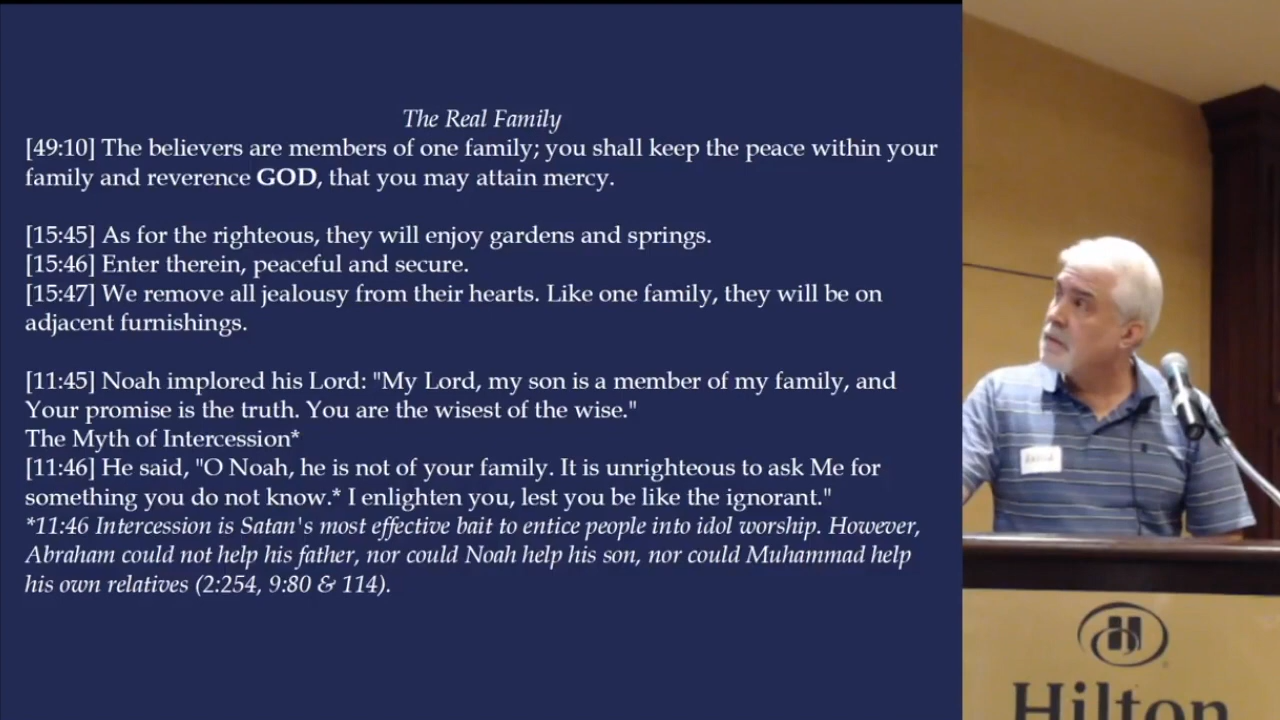 The Real Family
[49:10] The believers are members of one family; you shall keep the peace within your
family and reverence GOD, that you may attain mercy.
[15:45] As for the righteous, they will enjoy gardens and springs.
[15:46] Enter therein, peaceful and secure.
[15:47] We remove all jealousy from their hearts. Like one family, they will be on
adjacent furnishings.
[11:45] Noah implored his Lord: "My Lord, my son is a member of my family, and
Your promise is the truth. You are the wisest of the wise."
The Myth of Intercession*
[11:46] He said, "O Noah, he is not of your family. It is unrighteous to ask Me for
something you do not know.* I enlighten you, lest you be like the ignorant."
*11:46 Intercession is Satan's most effective bait to entice people into idol worship. However,
Abraham could not help his father, nor could Noah help his son, nor could Muhammad help
his own relatives (2:254, 9:80 & 114).
H
Hilton